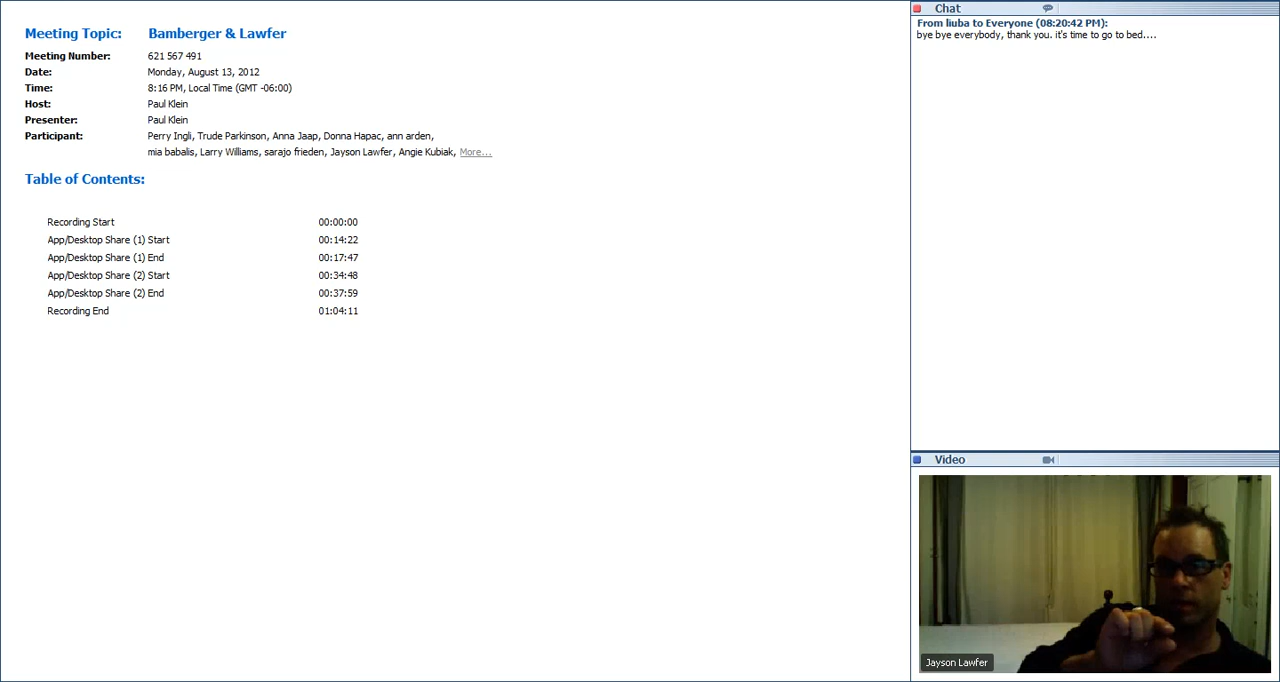 Meeting Topic: Bamberger & Lawfer
Meeting Number: 621 567 491
Date: Monday, August 13, 2012
Time: 8:16 PM, Local Time (GMT -06:00)
Host: Paul Klein
Presenter: Paul Klein
Participant: Perry Ingli, Trude Parkinson, Anna Jaap, Donna Hapac, ann arden,
mia babalis, Larry Williams, sarajo frieden, Jayson Lawfer, Angie Kubiak, More...
Table of Contents:
Recording Start 00:00:00
App/Desktop Share (1) Start 00:14:22
App/Desktop Share (1) End 00:17:47
App/Desktop Share (2) Start 00:34:48
App/Desktop Share (2) End 00:37:59
Recording End 01:04:11
Chat
From liuba to Everyone (08:20:42 PM):
bye bye everybody, thank you. it's time to go to bed....
Video
Jayson Lawfer